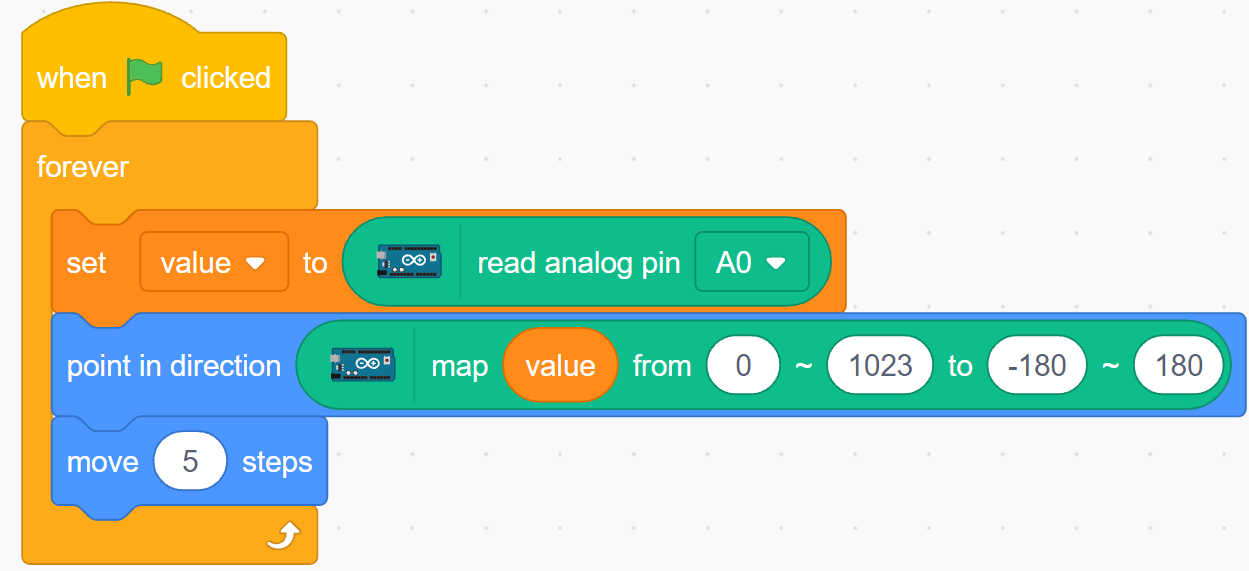 when clicked
forever
set value to read analog pin A0
point in direction map value from 0 ~ 1023 to -180 ~ 180
move 5 steps